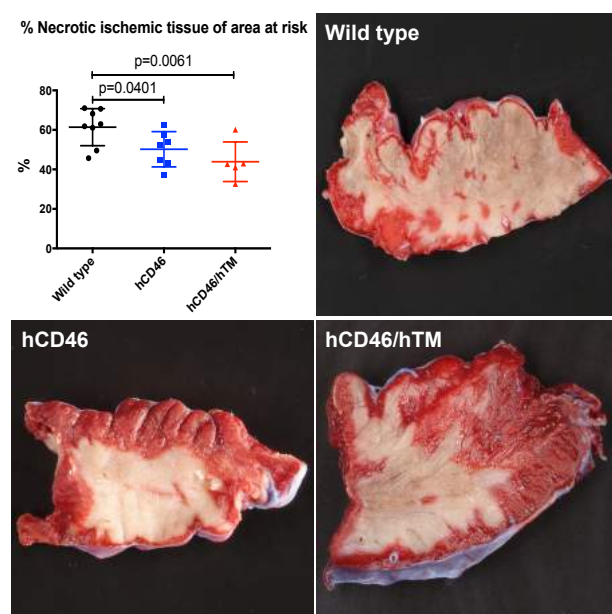 % Necrotic ischemic tissue of area at risk
p=0.0061
p=0.0401
80
60
40
20
0
%
Wild type
hCD46
hCD46/hTM
Wild type
hCD46
hCD46/hTM